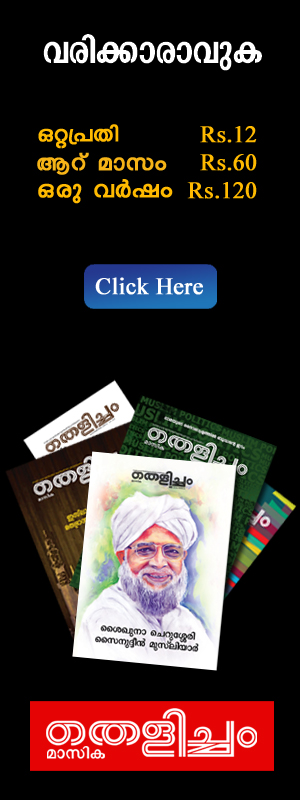 വരിക്കാരാവുക
ഒറ്റപ്രതി Rs.12
ആറ് മാസം Rs.60
ഒരു വർഷം Rs.120
Click Here
തെളിച്ചം
മാസിക
തെളിച്ചം
മാസിക
തെളിച്ചം
തെളിച്ചം
മാസിക
ശൈഖുനാ ചെറുശ്ശേരി
സൈനുദ്ദീൻ മുസ്‌ലിയാർ
തെളിച്ചം
മാസിക